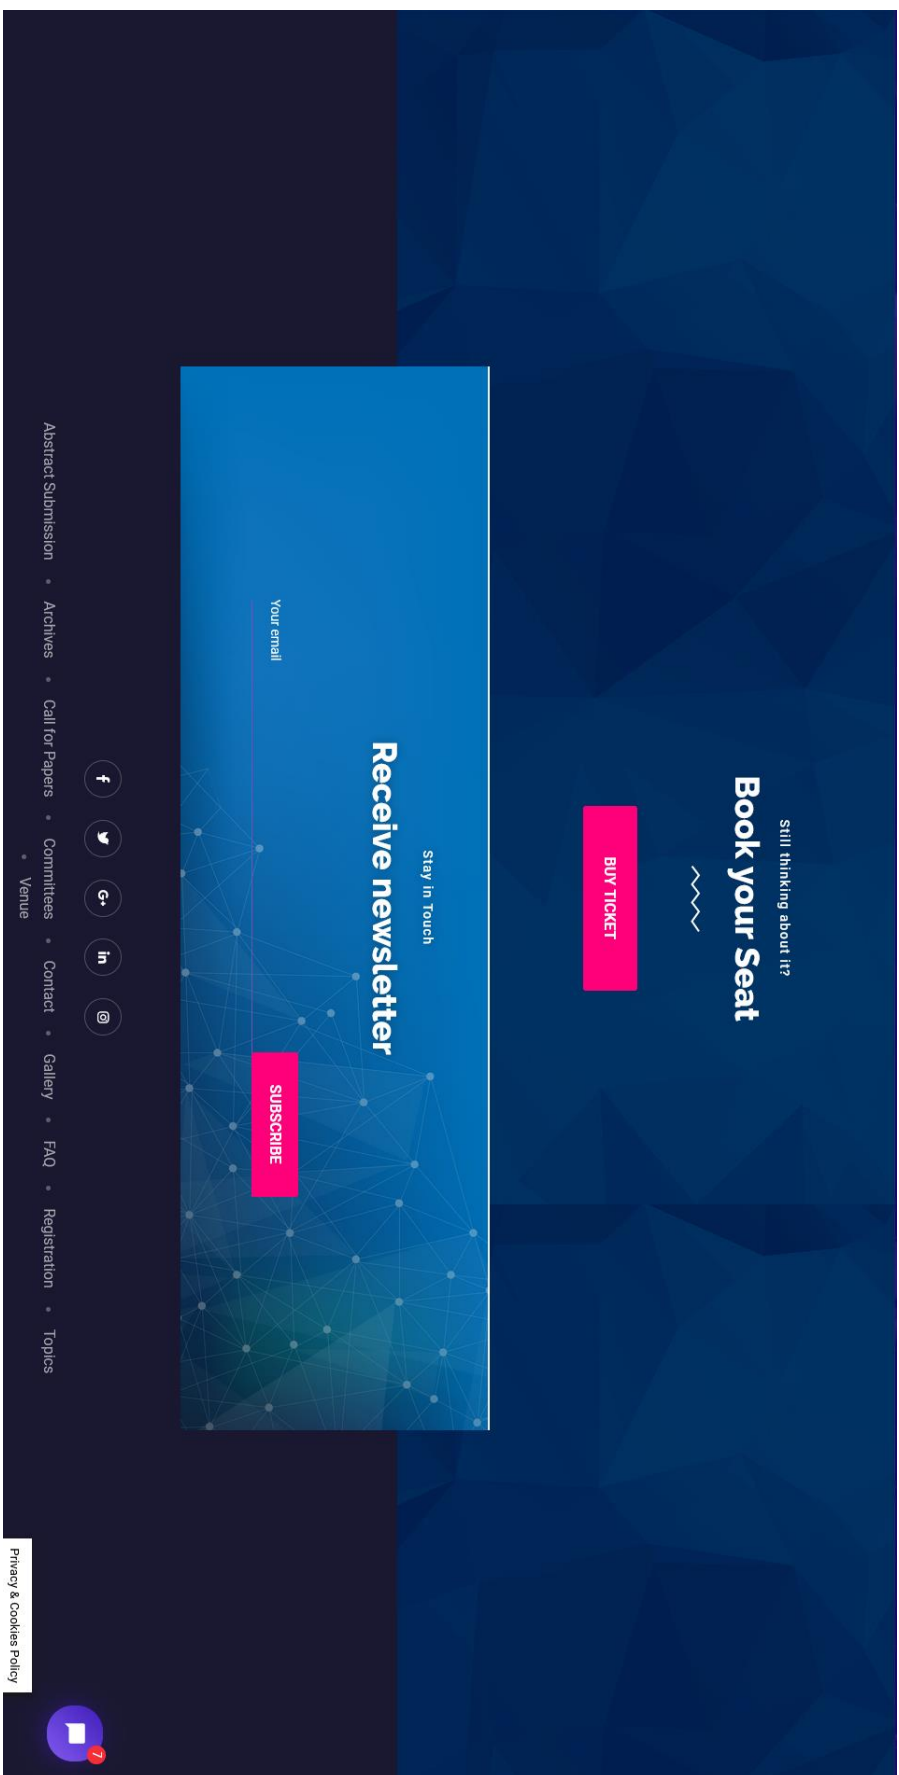 Still thinking about it?
Book your Seat
BUY TICKET
Stay in Touch
Receive newsletter
Your email
SUBSCRIBE
f G+ in
Abstract Submission • Archives • Call for Papers • Committees • Contact • Gallery • FAQ • Registration • Topics
• Venue
Privacy & Cookies Policy
7